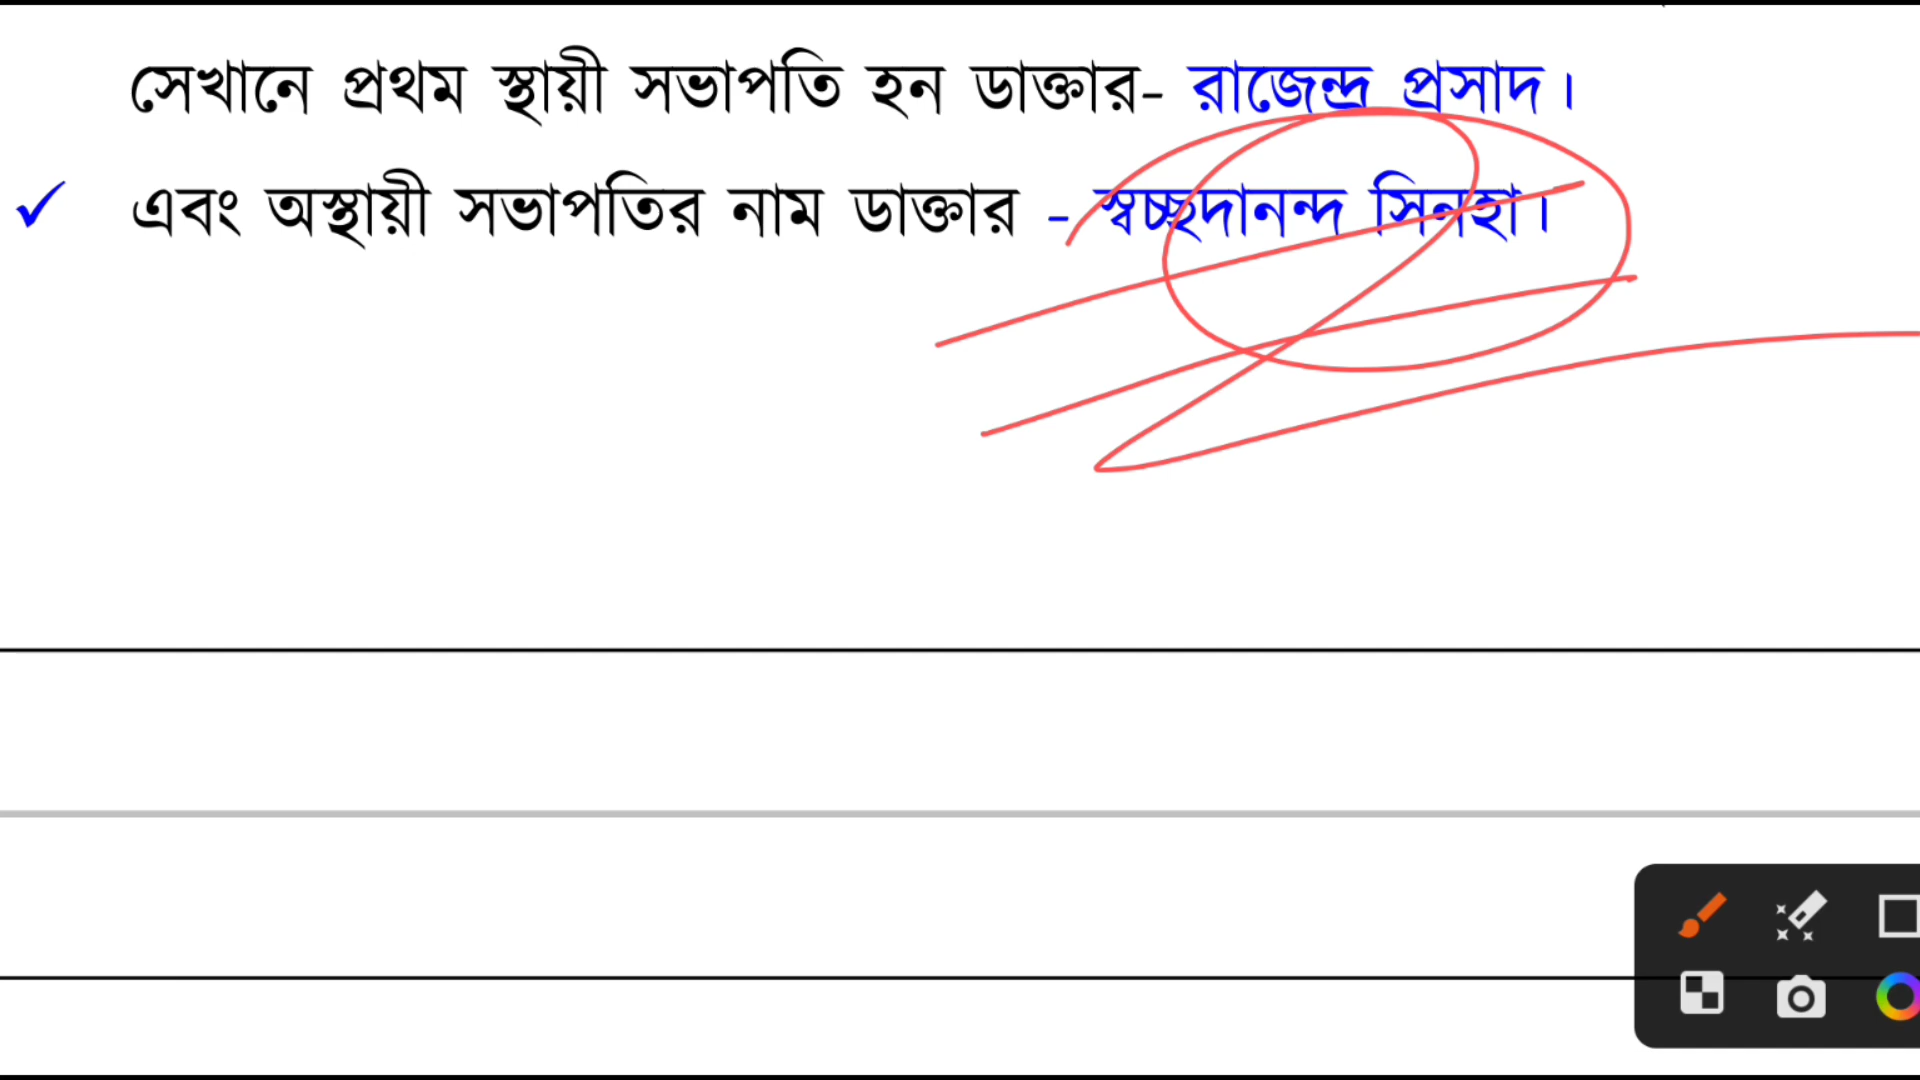 সেখানে প্রথম স্থায়ী সভাপতি হন ডাক্তার- রাজেন্দ্র প্রসাদ।
✓ এবং অস্থায়ী সভাপতির নাম ডাক্তার - স্বচ্ছদানন্দ সিনহা।